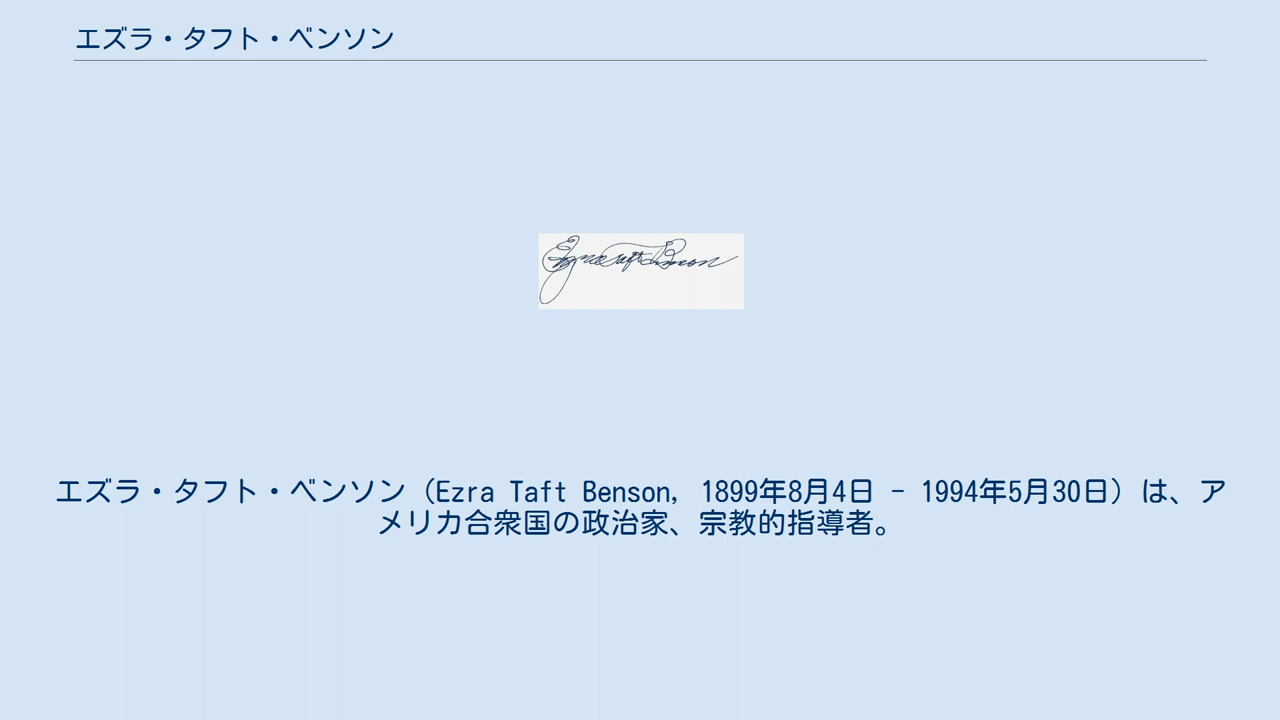 エズラ・タフト・ベンソン
Ezra Taft Benson
エズラ・タフト・ベンソン（Ezra Taft Benson, 1899年8月4日 - 1994年5月30日）は、ア
メリカ合衆国の政治家、宗教的指導者。